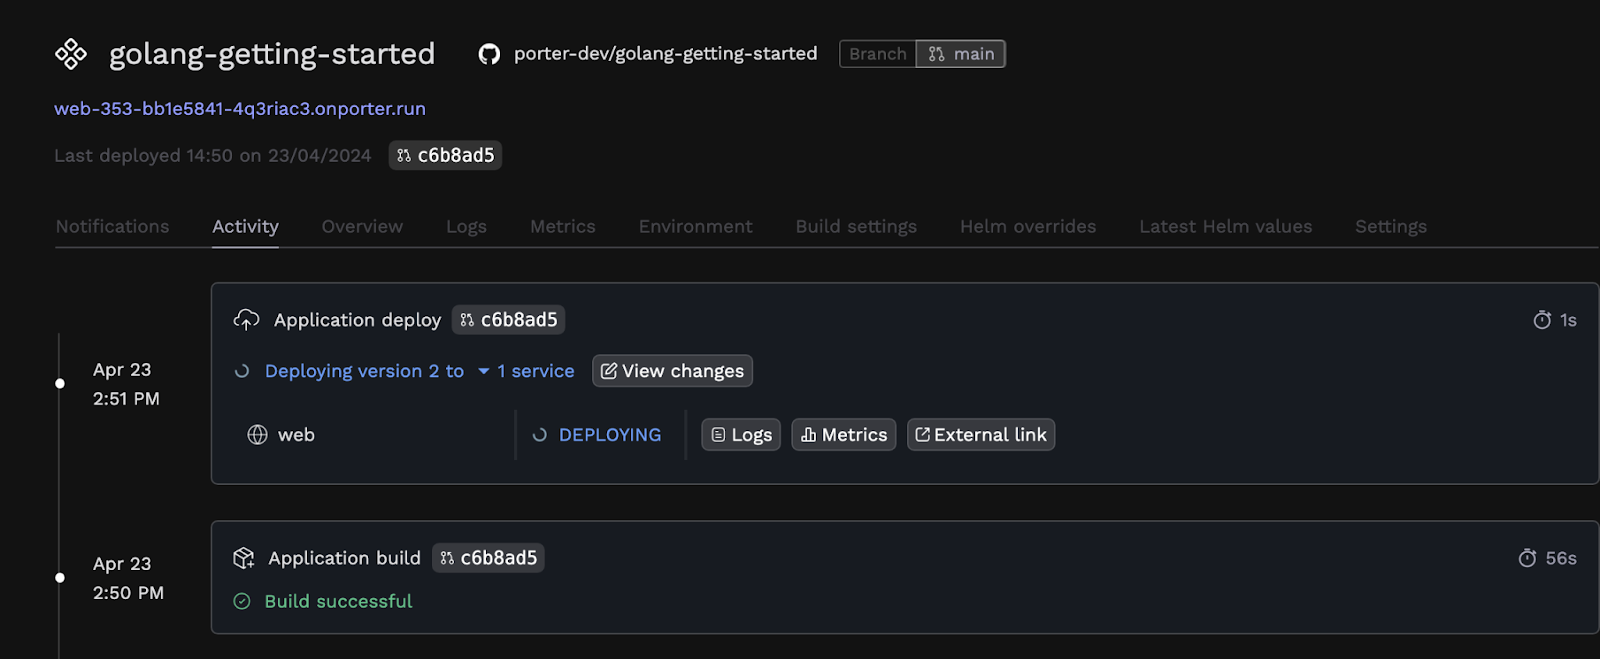 golang-getting-started porter-dev/golang-getting-started Branch main
web-353-bb1e5841-4q3riac3.onporter.run
Last deployed 14:50 on 23/04/2024 c6b8ad5
Notifications Activity Overview Logs Metrics Environment Build settings Helm overrides Latest Helm values Settings
Application deploy c6b8ad5 1s
Apr 23
2:51 PM
Deploying version 2 to 1 service View changes
web DEPLOYING Logs Metrics External link
Application build c6b8ad5 56s
Apr 23
2:50 PM
Build successful